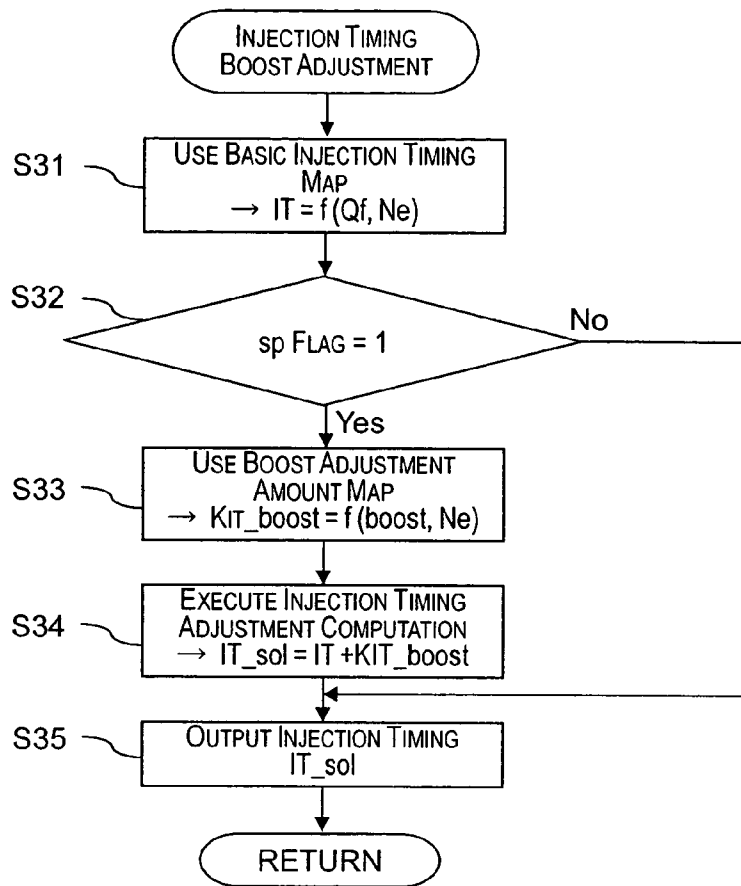 INJECTION TIMING
BOOST ADJUSTMENT
S31
USE BASIC INJECTION TIMING
MAP
→ IT = f (Qf, Ne)
S32
sp FLAG = 1
No
Yes
S33
USE BOOST ADJUSTMENT
AMOUNT MAP
→ KIT_boost = f (boost, Ne)
S34
EXECUTE INJECTION TIMING
ADJUSTMENT COMPUTATION
→ IT_sol = IT +KIT_boost
S35
OUTPUT INJECTION TIMING
IT_sol
RETURN